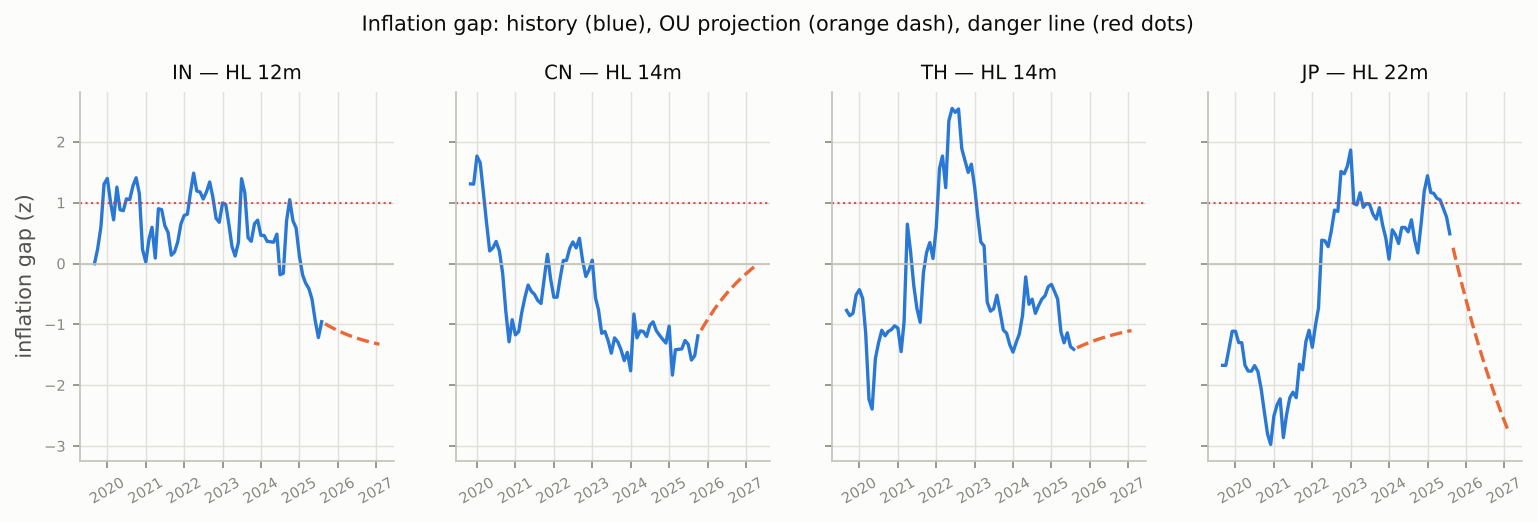 Inflation gap: history (blue), OU projection (orange dash), danger line (red dots)
IN — HL 12m
CN — HL 14m
TH — HL 14m
JP — HL 22m
inflation gap (z)
2
1
0
−1
−2
−3
2020 2021 2022 2023 2024 2025 2026 2027
2020 2021 2022 2023 2024 2025 2026 2027
2020 2021 2022 2023 2024 2025 2026 2027
2020 2021 2022 2023 2024 2025 2026 2027